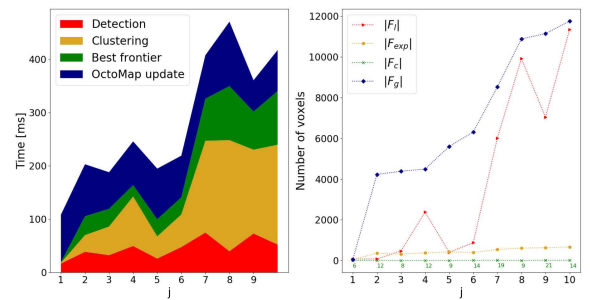 Detection
Clustering
Best frontier
OctoMap update
400
300
200
100
0
Time [ms]
1 2 3 4 5 6 7 8 9
j
|F_l|
|F_exp|
|F_c|
|F_g|
12000
10000
8000
6000
4000
2000
0
Number of voxels
6 12 8 12 9 14 19 9 21 14
1 2 3 4 5 6 7 8 9 10
j